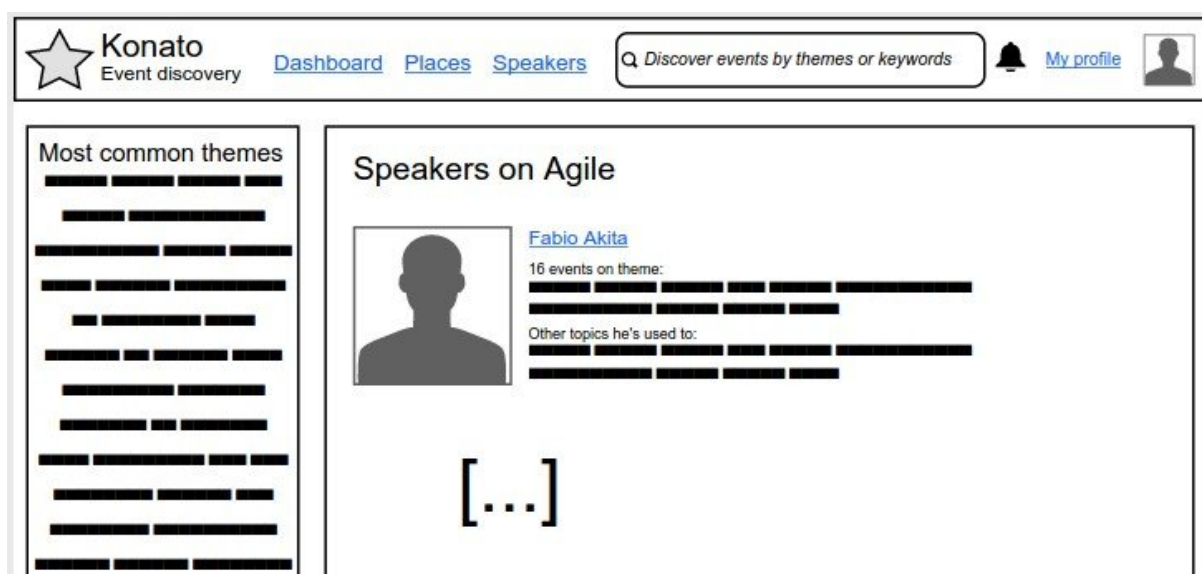 Konato
Event discovery
Dashboard Places Speakers
Discover events by themes or keywords
My profile
Most common themes
Speakers on Agile
Fabio Akita
16 events on theme:
Other topics he's used to:
[...]